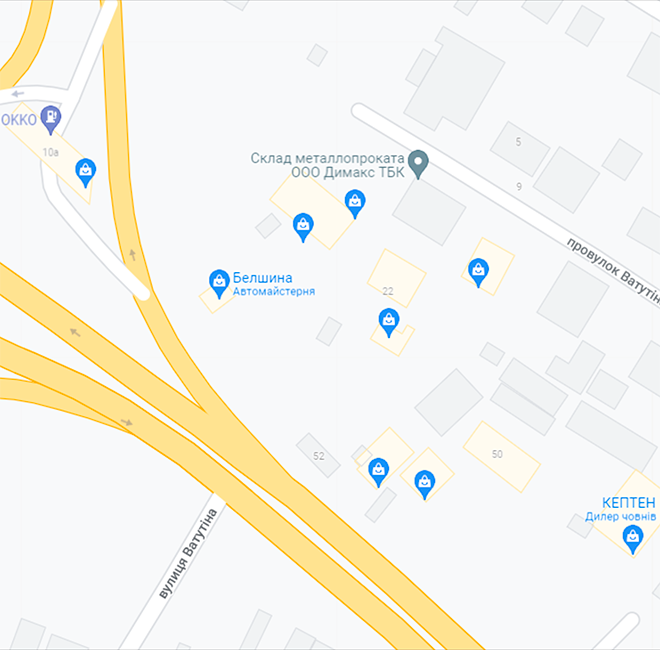 ОККО
10а
Склад металлопроката
ООО Димакс ТБК
5
9
провулок Ватутіна
Белшина
Автомайстерня
22
52
50
КЕПТЕН
Дилер човнів
вулиця Ватутіна